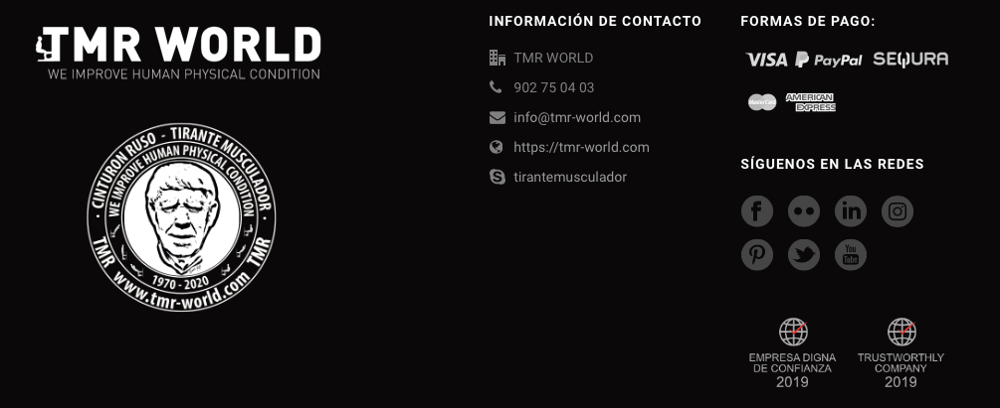 TMR WORLD
WE IMPROVE HUMAN PHYSICAL CONDITION
· CINTURON RUSO - TIRANTE MUSCULADOR ·
WE IMPROVE HUMAN PHYSICAL CONDITION
1970 - 2020
TMR www.tmr-world.com TMR
INFORMACIÓN DE CONTACTO
TMR WORLD
902 75 04 03
info@tmr-world.com
https://tmr-world.com
tirantemusculador
FORMAS DE PAGO:
VISA PayPal SEQURA
MasterCard AMERICAN EXPRESS
SÍGUENOS EN LAS REDES
You
Tube
EMPRESA DIGNA
DE CONFIANZA
2019
TRUSTWORTHLY
COMPANY
2019